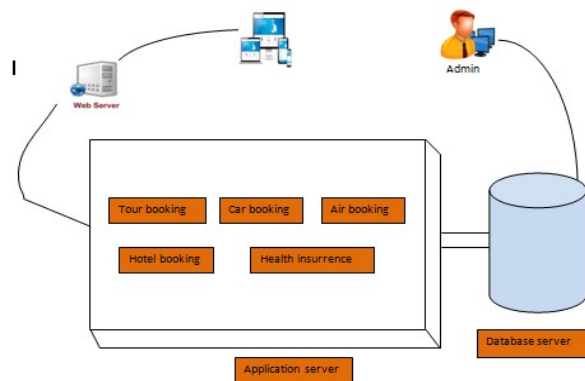 I
Admin
Web Server
Tour booking
Car booking
Air booking
Hotel booking
Health insurrence
Database server
Application server